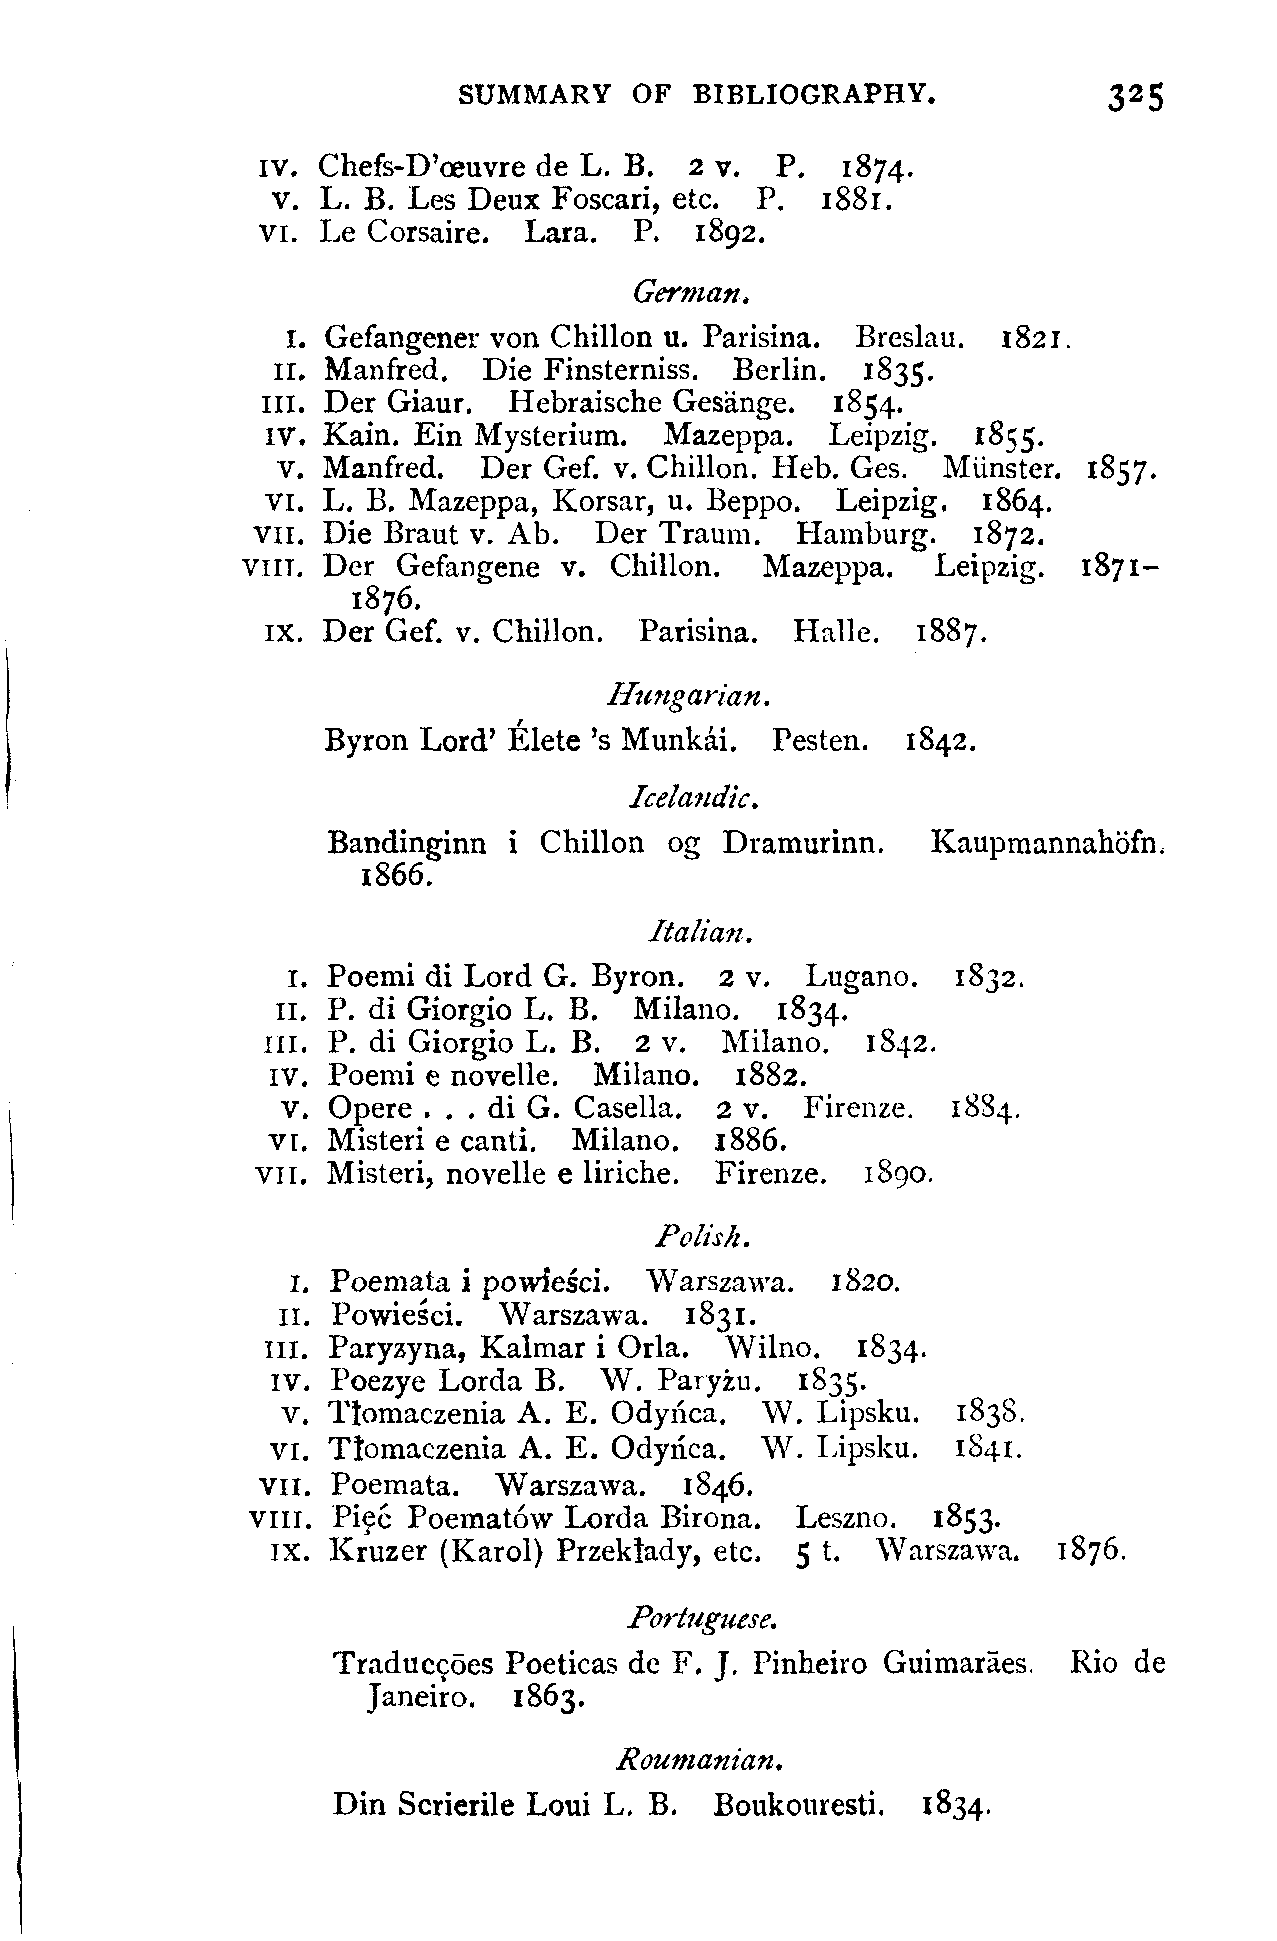 SUMMARY OF BIBLIOGRAPHY. 325
IV. Chefs-D'œuvre de L. B. 2 v. P. 1874.
V. L. B. Les Deux Foscari, etc. P. 1881.
VI. Le Corsaire. Lara. P. 1892.
German.
I. Gefangener von Chillon u. Parisina. Breslau. 1821.
II. Manfred. Die Finsterniss. Berlin. 1835.
III. Der Giaur. Hebraische Gesänge. 1854.
IV. Kain. Ein Mysterium. Mazeppa. Leipzig. 1855.
V. Manfred. Der Gef. v. Chillon. Heb. Ges. Münster. 1857.
VI. L. B. Mazeppa, Korsar, u. Beppo. Leipzig. 1864.
VII. Die Braut v. Ab. Der Traum. Hamburg. 1872.
VIII. Der Gefangene v. Chillon. Mazeppa. Leipzig. 1871–
1876.
IX. Der Gef. v. Chillon. Parisina. Halle. 1887.
Hungarian.
Byron Lord' Élete 's Munkái. Pesten. 1842.
Icelandic.
Bandinginn i Chillon og Dramurinn. Kaupmannahöfn.
1866.
Italian.
I. Poemi di Lord G. Byron. 2 v. Lugano. 1832.
II. P. di Giorgio L. B. Milano. 1834.
III. P. di Giorgio L. B. 2 v. Milano. 1842.
IV. Poemi e novelle. Milano. 1882.
V. Opere . . . di G. Casella. 2 v. Firenze. 1884.
VI. Misteri e canti. Milano. 1886.
VII. Misteri, novelle e liriche. Firenze. 1890.
Polish.
I. Poemata i powieści. Warszawa. 1820.
II. Powieści. Warszawa. 1831.
III. Paryzyna, Kalmar i Orla. Wilno. 1834.
IV. Poezye Lorda B. W. Paryżu. 1835.
V. Tłomaczenia A. E. Odyńca. W. Lipsku. 1838.
VI. Tłomaczenia A. E. Odyńca. W. Lipsku. 1841.
VII. Poemata. Warszawa. 1846.
VIII. Pięć Poematów Lorda Birona. Leszno. 1853.
IX. Kruzer (Karol) Przekłady, etc. 5 t. Warszawa. 1876.
Portuguese.
Traducções Poeticas de F. J. Pinheiro Guimarães. Rio de
Janeiro. 1863.
Roumanian.
Din Scrierile Loui L. B. Boukouresti. 1834.